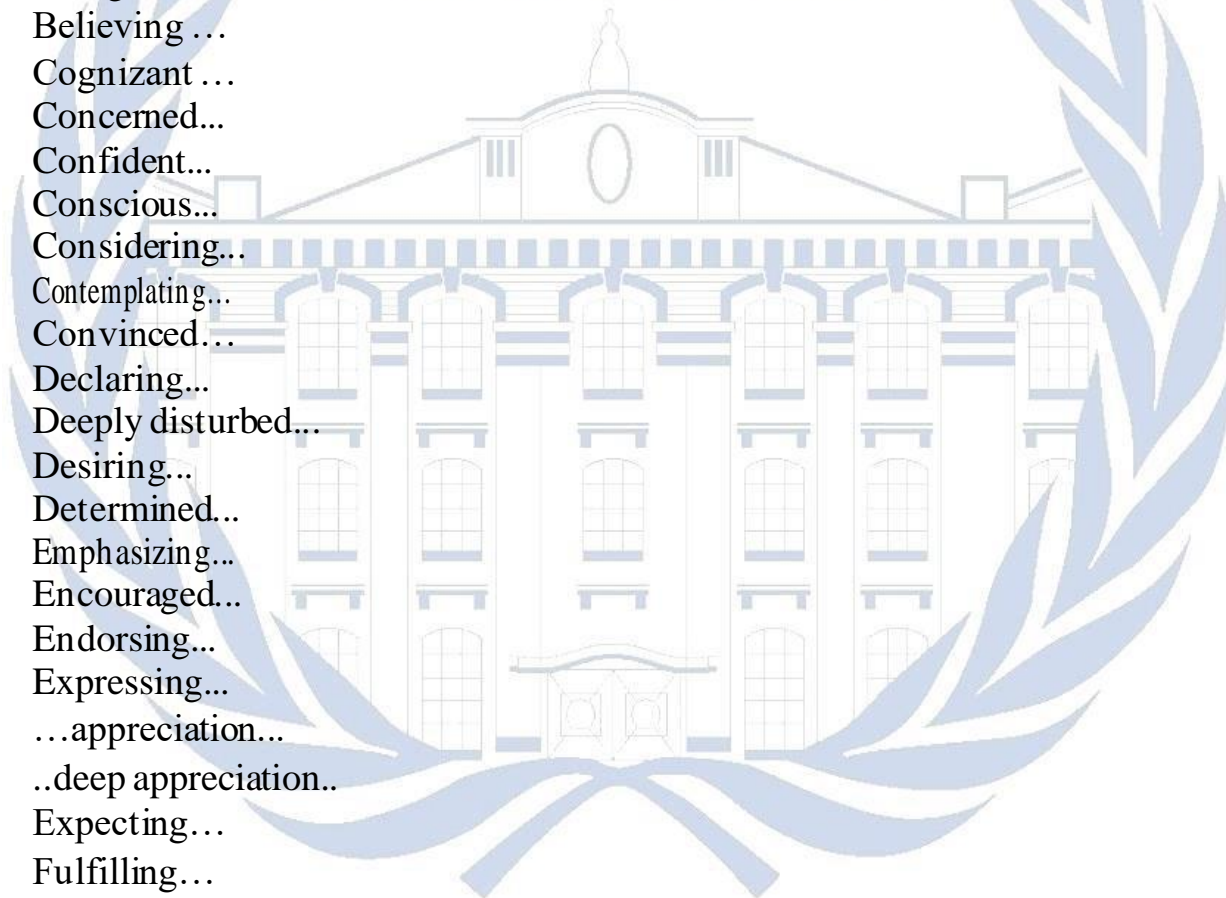 Believing …
Cognizant …
Concerned...
Confident...
Conscious...
Considering...
Contemplating...
Convinced…
Declaring...
Deeply disturbed...
Desiring...
Determined...
Emphasizing...
Encouraged...
Endorsing...
Expressing...
…appreciation...
..deep appreciation..
Expecting…
Fulfilling…